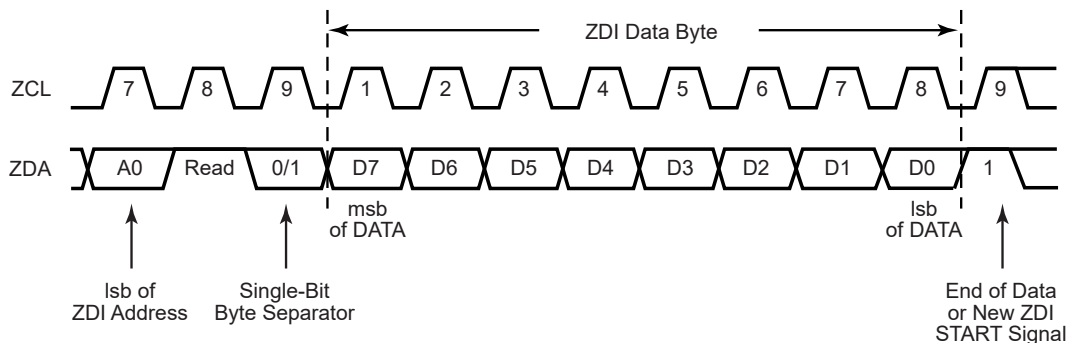 ZDI Data Byte
ZCL 7 8 9 1 2 3 4 5 6 7 8 9
ZDA A0 Read 0/1 D7 D6 D5 D4 D3 D2 D1 D0 1
msb
of DATA
lsb
of DATA
lsb of
ZDI Address
Single-Bit
Byte Separator
End of Data
or New ZDI
START Signal